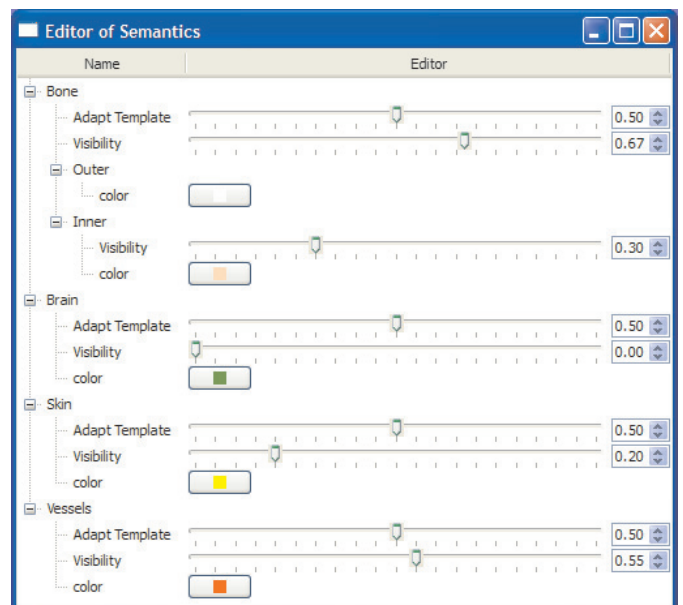 Editor of Semantics
Name Editor
Bone
Adapt Template 0.50
Visibility 0.67
Outer
color
Inner
Visibility 0.30
color
Brain
Adapt Template 0.50
Visibility 0.00
color
Skin
Adapt Template 0.50
Visibility 0.20
color
Vessels
Adapt Template 0.50
Visibility 0.55
color